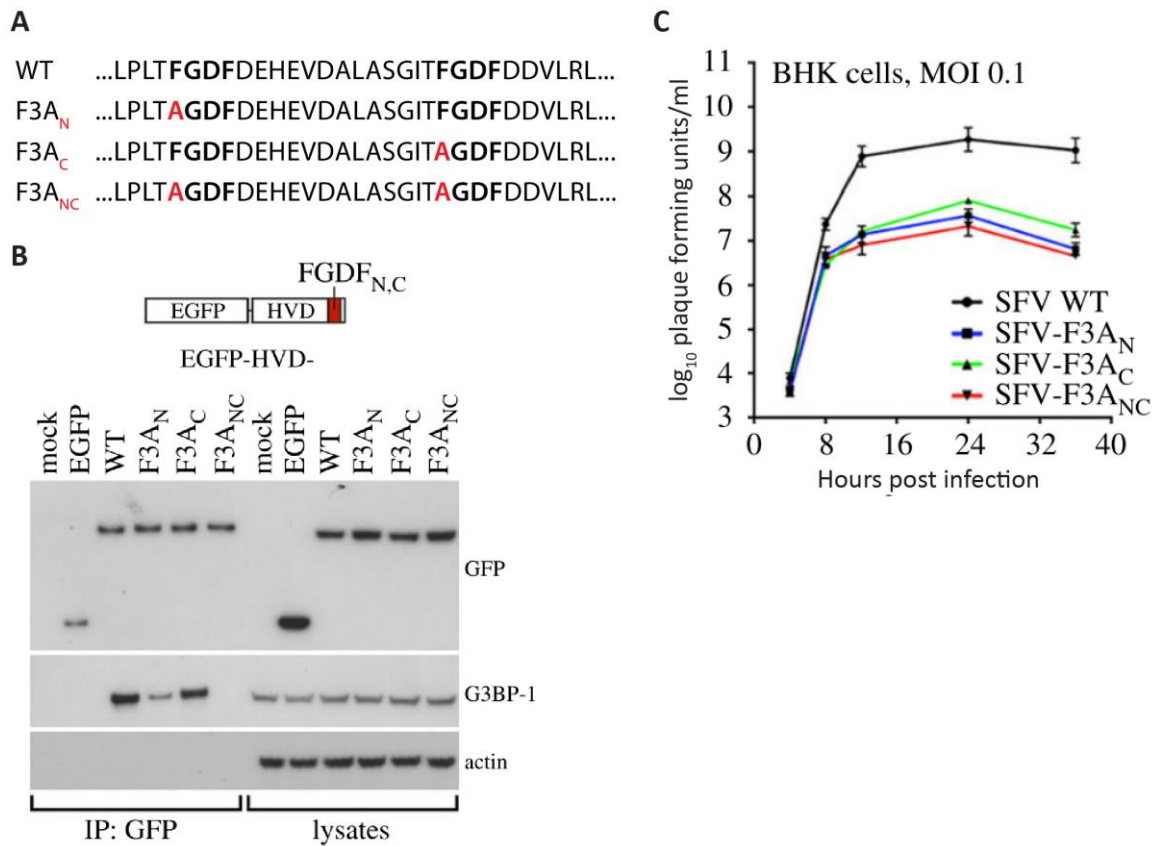 A
WT ...LPLTFGDFDEHEVDALASGITFGDFDDVLRL...
F3AN ...LPLTAGDFDEHEVDALASGITFGDFDDVLRL...
F3AC ...LPLTFGDFDEHEVDALASGITAGDFDDVLRL...
F3ANC ...LPLTAGDFDEHEVDALASGITAGDFDDVLRL...
B
FGDFN,C
EGFP HVD
EGFP-HVD-
mock EGFP WT F3AN F3AC F3ANC mock EGFP WT F3AN F3AC F3ANC
GFP
G3BP-1
actin
IP: GFP lysates
C
BHK cells, MOI 0.1
log10 plaque forming units/ml
11
10
9
8
7
6
5
4
3
SFV WT
SFV-F3AN
SFV-F3AC
SFV-F3ANC
0 8 16 24 32 40
Hours post infection